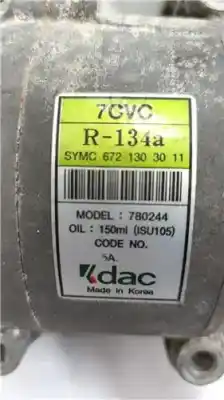 7CVC
R-134a
SYMC 672 130 30 11
MODEL : 780244
OIL : 150ml (ISU105)
CODE NO.
5A.
dac
Made in Korea